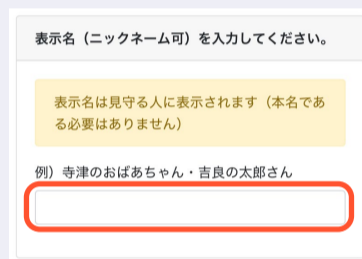 表示名（ニックネーム可）を入力してください。
表示名は見守る人に表示されます（本名であ
る必要はありません）
例）寺津のおばあちゃん・吉良の太郎さん